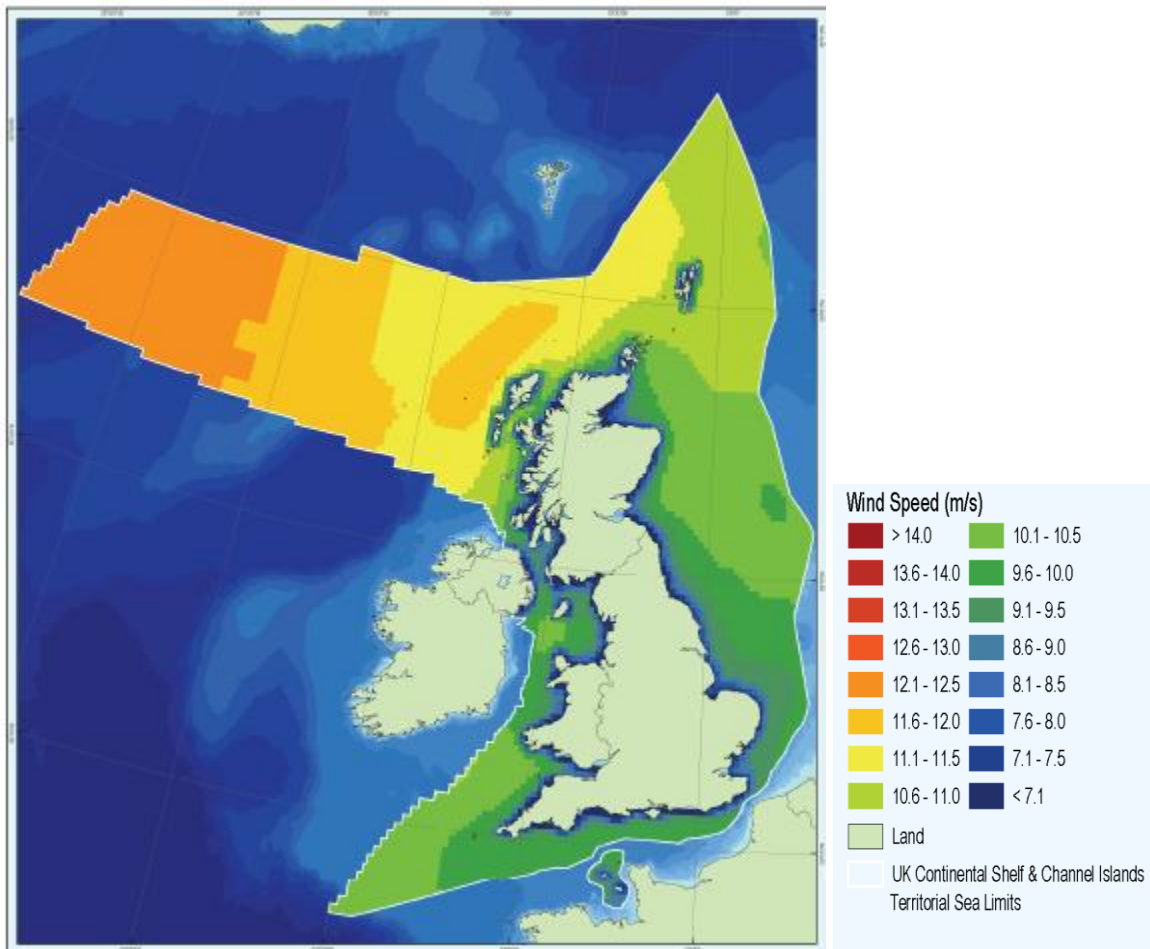 Wind Speed (m/s)
> 14.0
13.6 - 14.0
13.1 - 13.5
12.6 - 13.0
12.1 - 12.5
11.6 - 12.0
11.1 - 11.5
10.6 - 11.0
10.1 - 10.5
9.6 - 10.0
9.1 - 9.5
8.6 - 9.0
8.1 - 8.5
7.6 - 8.0
7.1 - 7.5
< 7.1
Land
UK Continental Shelf & Channel Islands
Territorial Sea Limits